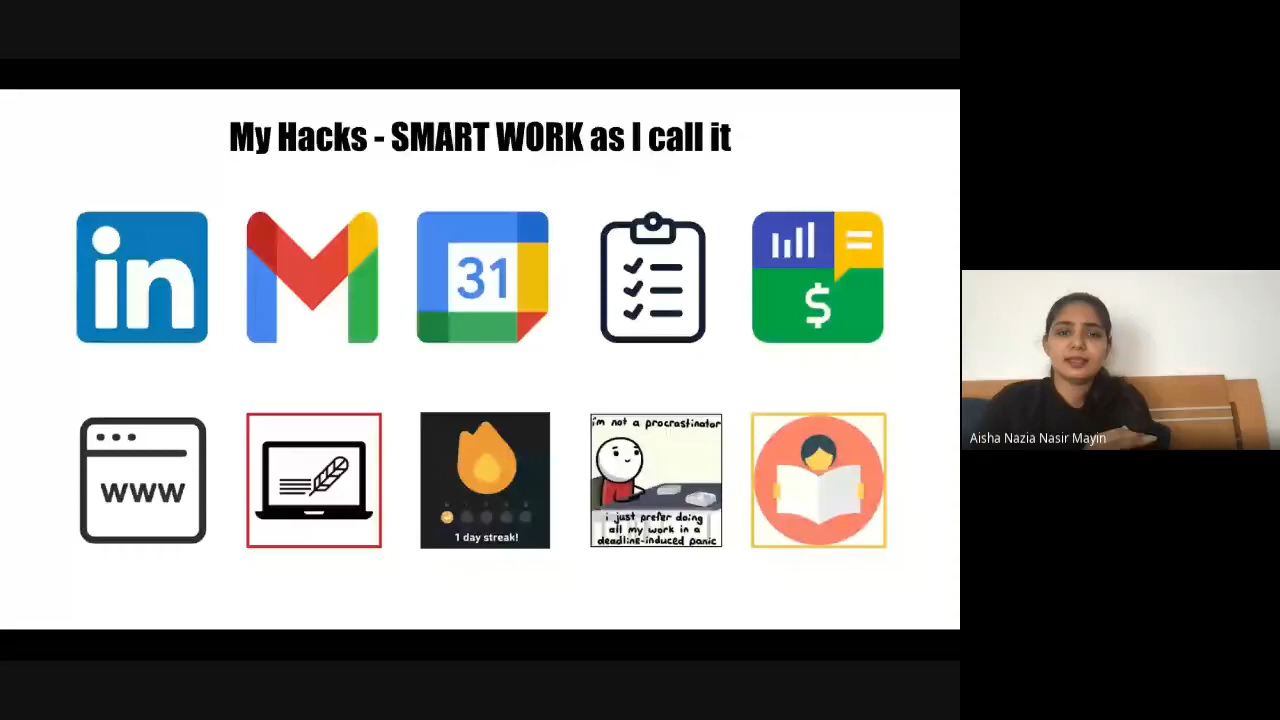 My Hacks - SMART WORK as I call it
in
31
$
www
1 day streak!
i'm not a procrastinator
i just prefer doing
all my work in a
deadline-induced panic
Aisha Nazia Nasir Mayin